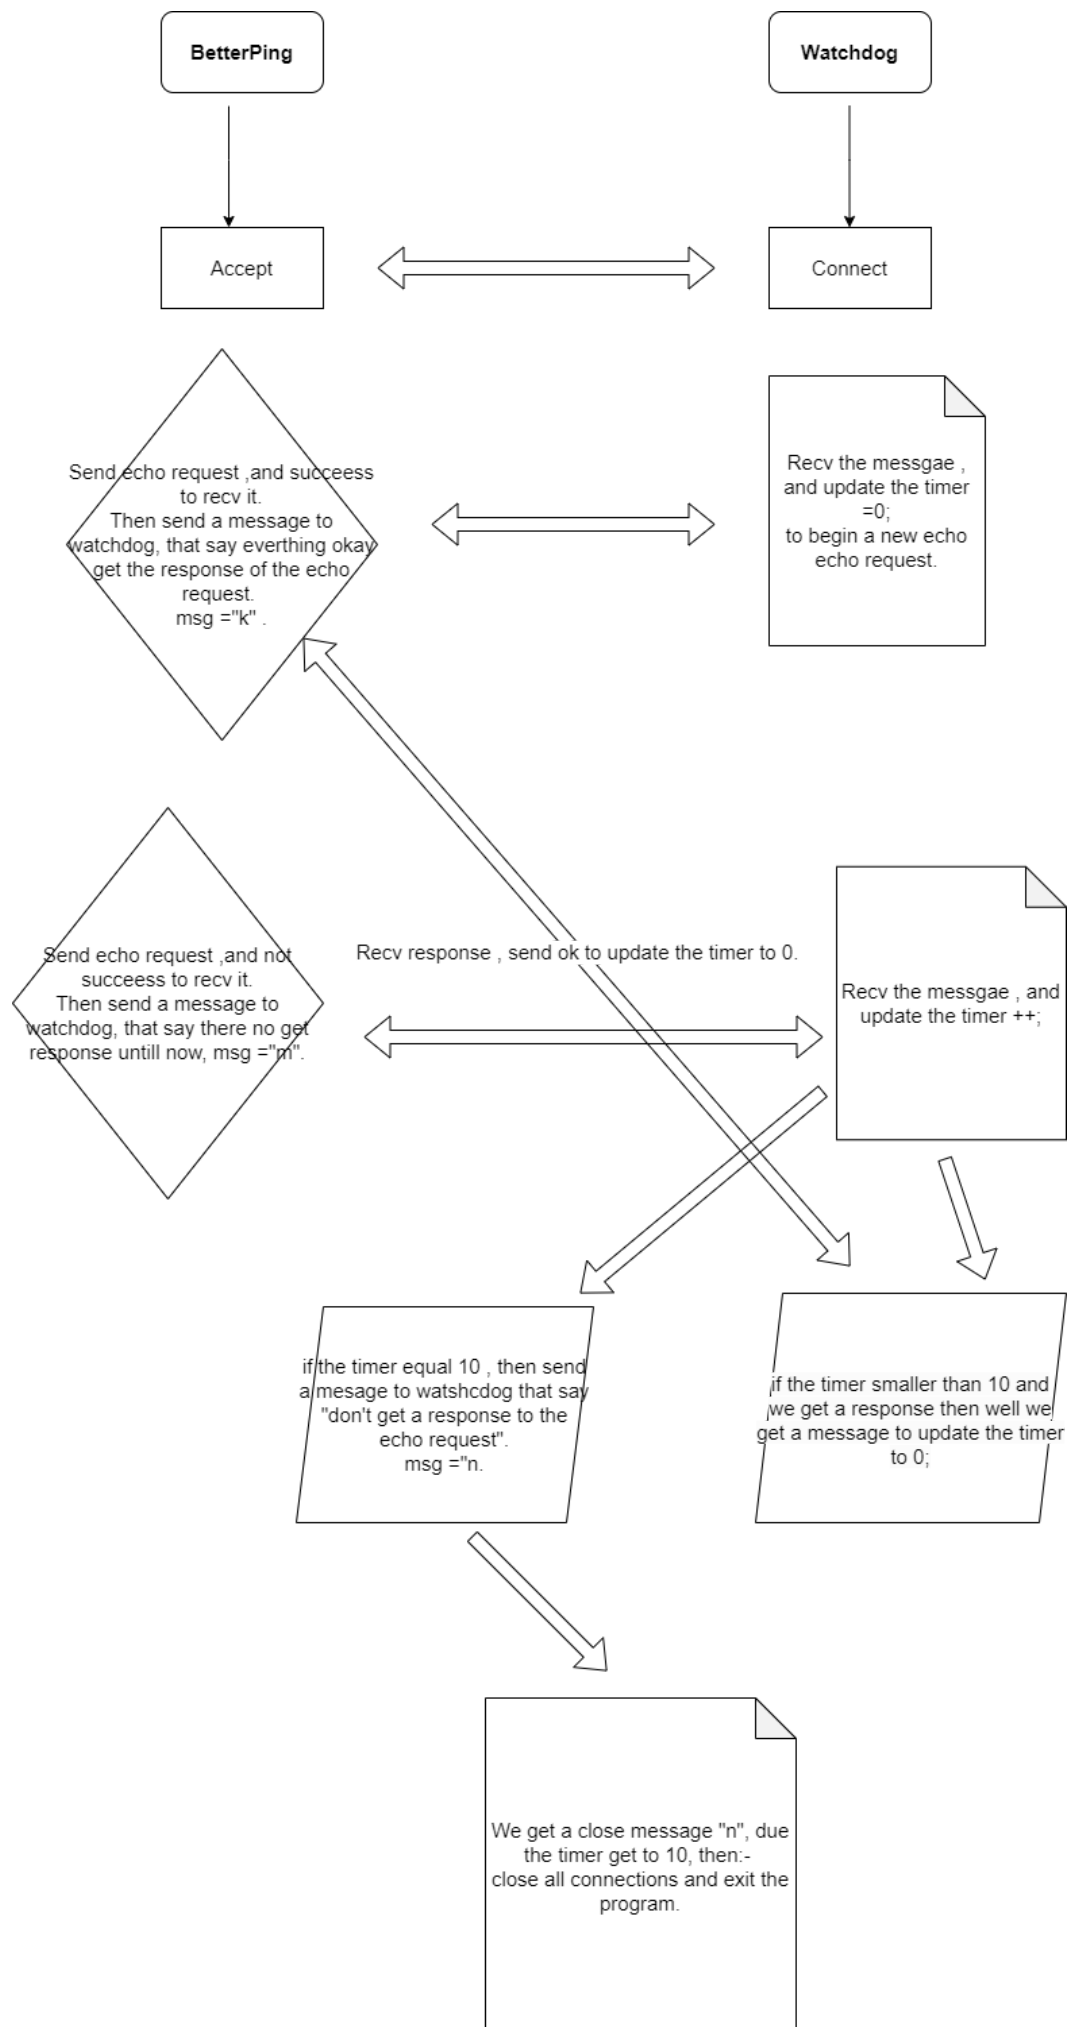 BetterPing
Watchdog
Accept
Connect
Send echo request ,and succeess
to recv it.
Then send a message to
watchdog, that say everthing okay
get the response of the echo
request.
msg ="k" .
Recv the messgae ,
and update the timer
=0;
to begin a new echo
echo request.
Send echo request ,and not
succeess to recv it.
Then send a message to
watchdog, that say there no get
response untill now, msg ="m".
Recv response , send ok to update the timer to 0.
Recv the messgae , and
update the timer ++;
if the timer equal 10 , then send
a mesage to watshcdog that say
"don't get a response to the
echo request".
msg ="n.
if the timer smaller than 10 and
we get a response then well we
get a message to update the timer
to 0;
We get a close message "n", due
the timer get to 10, then:-
close all connections and exit the
program.